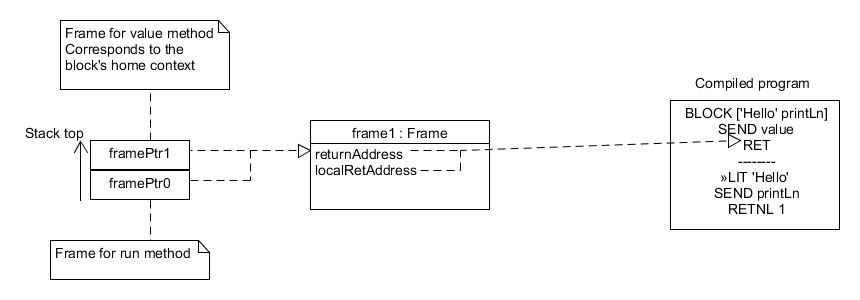 Frame for value method
Corresponds to the
block's home context
Compiled program
Stack top
framePtr1
framePtr0
frame1 : Frame
returnAddress
localRetAddress
BLOCK ['Hello' printLn]
SEND value
RET
--------
»LIT 'Hello'
SEND printLn
RETNL 1
Frame for run method